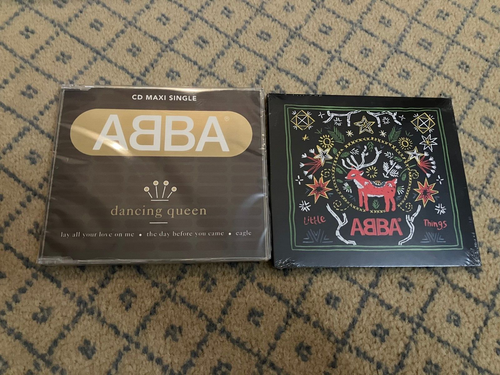 CD MAXI SINGLE
ABBA®
dancing queen
lay all your love on me • the day before you came • eagle
Little
ABBA®
Things